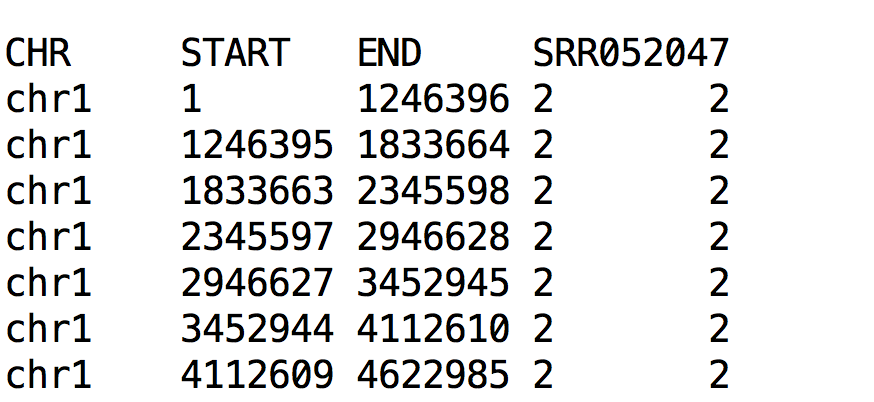 CHR START END SRR052047
chr1 1 1246396 2 2
chr1 1246395 1833664 2 2
chr1 1833663 2345598 2 2
chr1 2345597 2946628 2 2
chr1 2946627 3452945 2 2
chr1 3452944 4112610 2 2
chr1 4112609 4622985 2 2